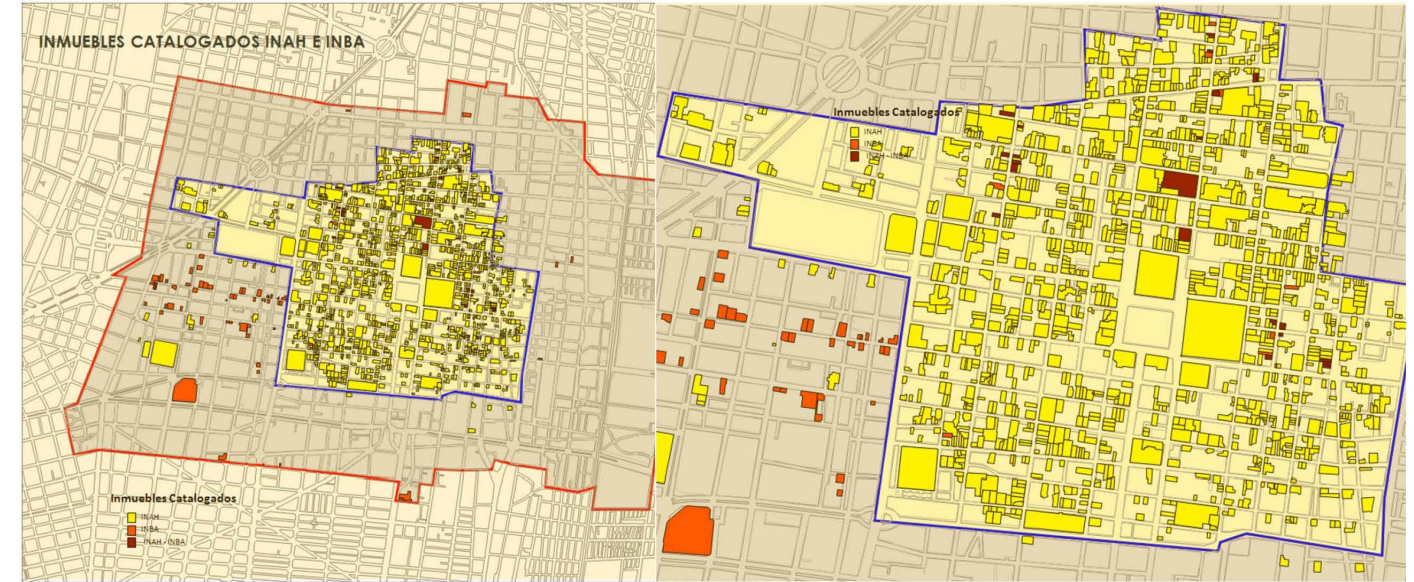 INMUEBLES CATALOGADOS INAH E INBA
Inmuebles Catalogados
INAH
INBA
INAH - INBA
Inmuebles Catalogados
INAH
INBA
INAH - INBA